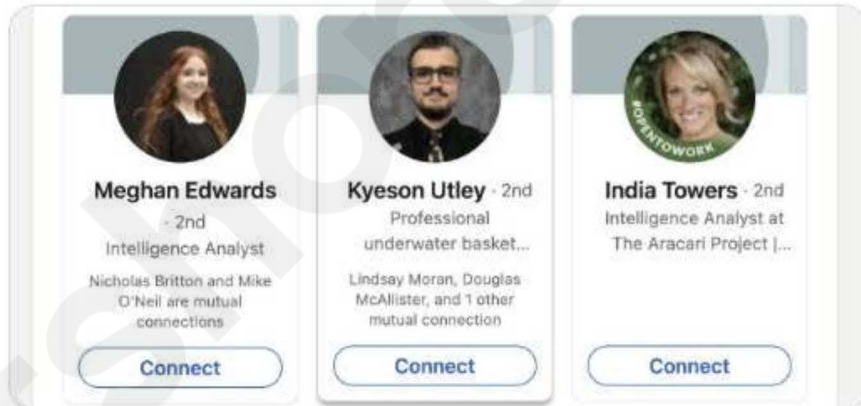 Meghan Edwards
· 2nd
Intelligence Analyst
Nicholas Britton and Mike
O'Neil are mutual
connections
Connect
Kyeson Utley · 2nd
Professional
underwater basket...
Lindsay Moran, Douglas
McAllister, and 1 other
mutual connection
Connect
#OPENTOWORK
India Towers · 2nd
Intelligence Analyst at
The Aracari Project |...
Connect